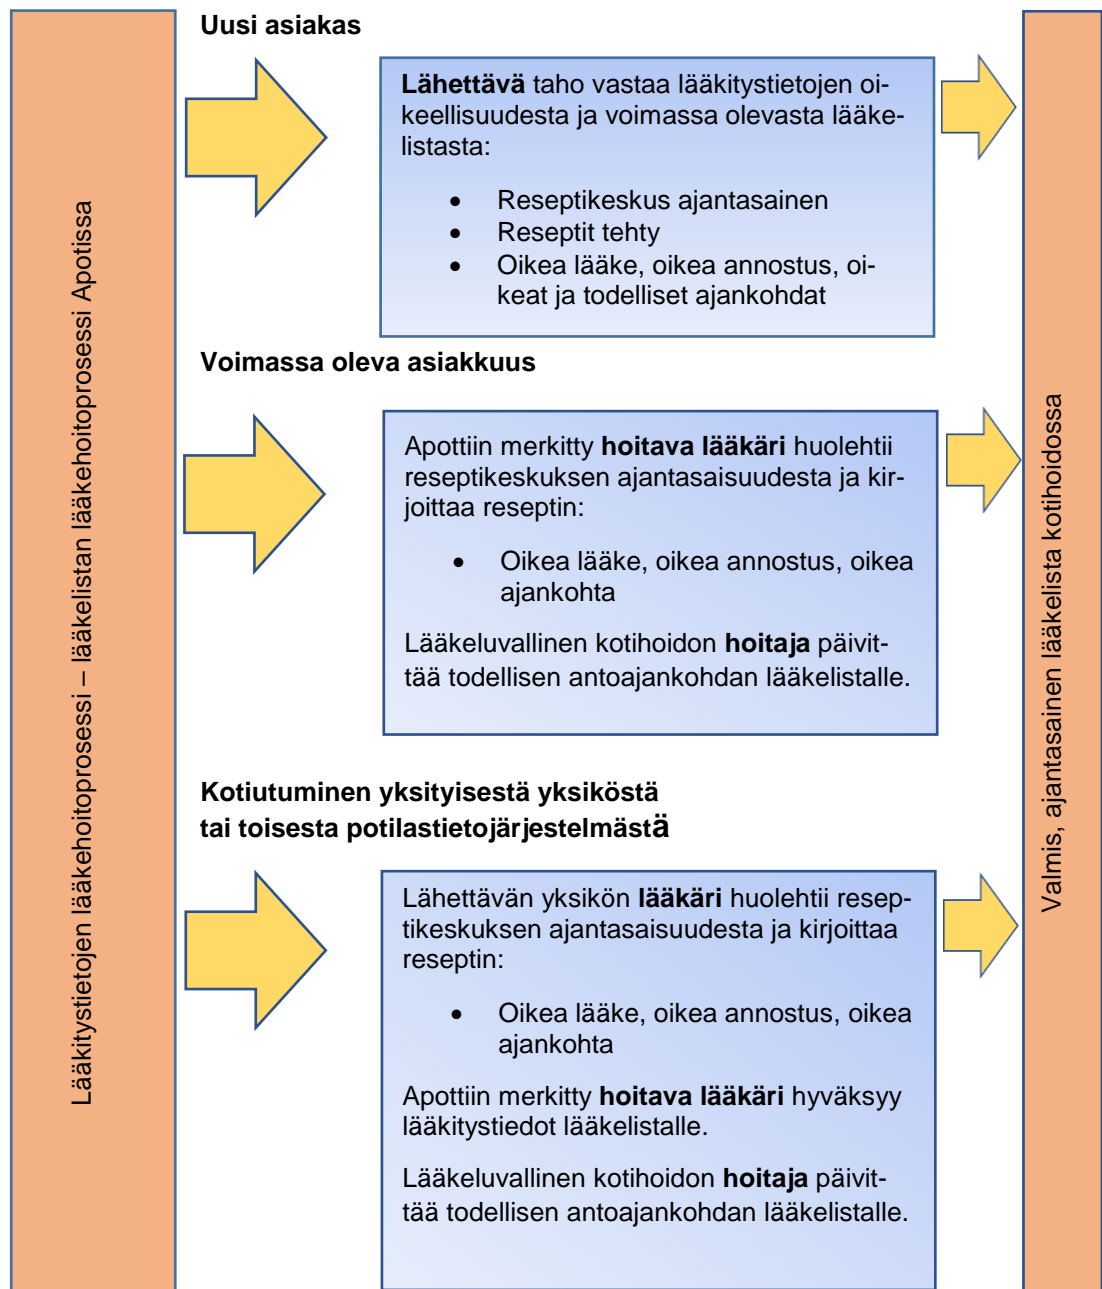 Lääkitystietojen lääkehoitoprosessi – lääkelistan lääkehoitoprosessi Apotissa
Uusi asiakas
Lähettävä taho vastaa lääkitystietojen oi-
keellisuudesta ja voimassa olevasta lääke-
listasta:
• Reseptikeskus ajantasainen
• Reseptit tehty
• Oikea lääke, oikea annostus, oi-
keat ja todelliset ajankohdat
Voimassa oleva asiakkuus
Apottiin merkitty hoitava lääkäri huolehtii
reseptikeskuksen ajantasaisuudesta ja kir-
joittaa reseptin:
• Oikea lääke, oikea annostus, oikea
ajankohta
Lääkeluvallinen kotihoidon hoitaja päivit-
tää todellisen antoajankohdan lääkelistalle.
Kotiutuminen yksityisestä yksiköstä
tai toisesta potilastietojärjestelmästä
Lähettävän yksikön lääkäri huolehtii resep-
tikeskuksen ajantasaisuudesta ja kirjoittaa
reseptin:
• Oikea lääke, oikea annostus, oikea
ajankohta
Apottiin merkitty hoitava lääkäri hyväksyy
lääkitystiedot lääkelistalle.
Lääkeluvallinen kotihoidon hoitaja päivit-
tää todellisen antoajankohdan lääkelistalle.
Valmis, ajantasainen lääkelista kotihoidossa